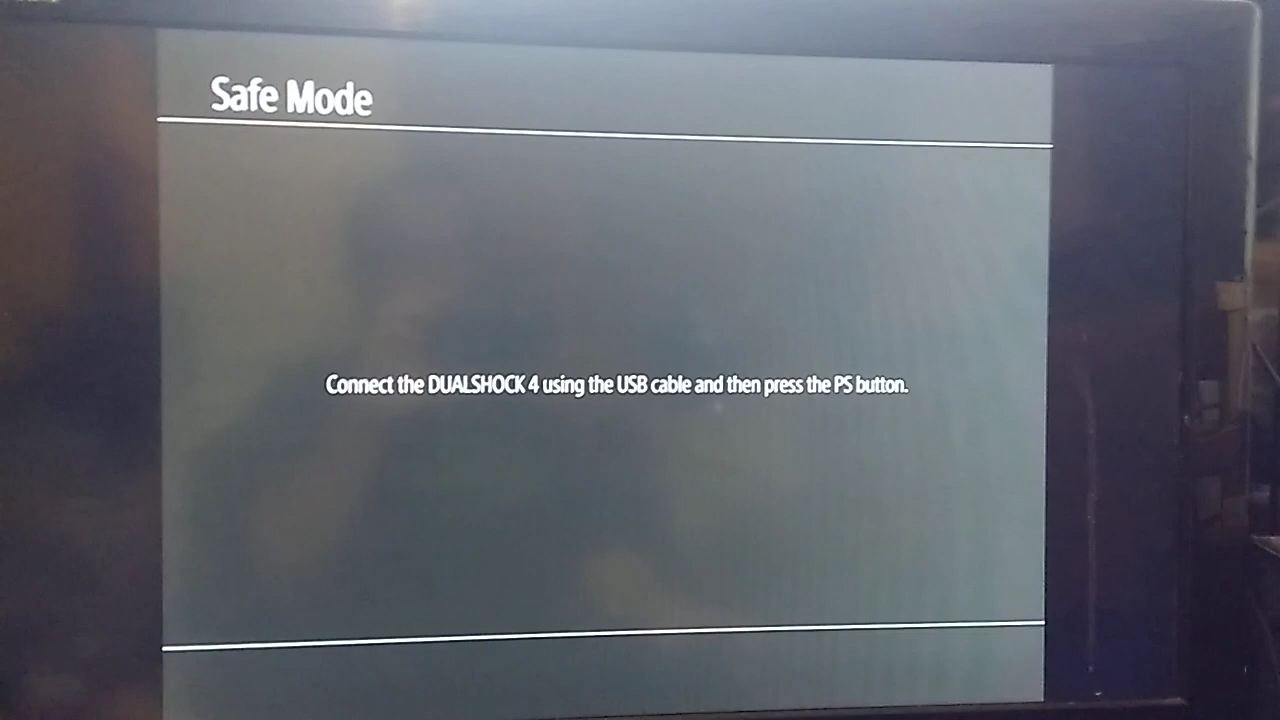 Safe Mode
Connect the DUALSHOCK 4 using the USB cable and then press the PS button.